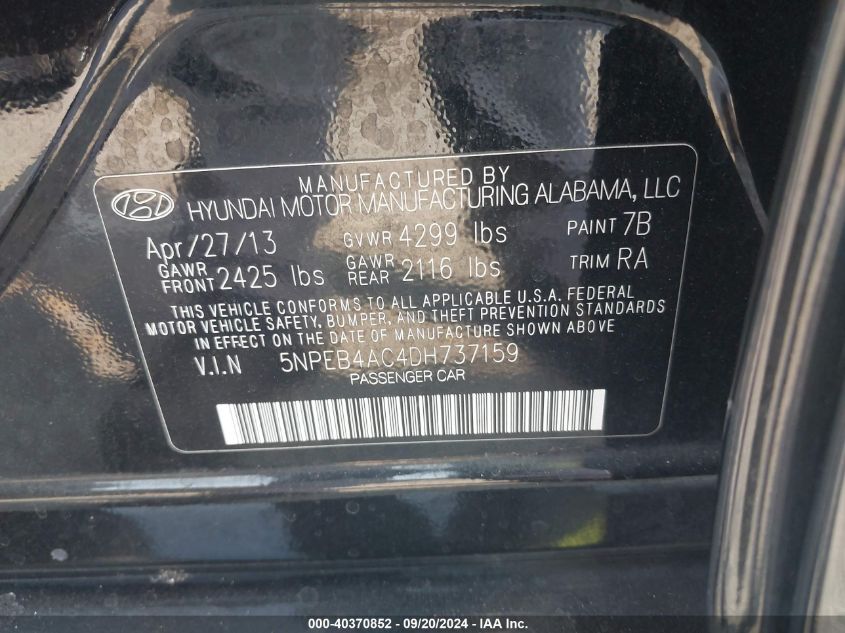 MANUFACTURED BY
HYUNDAI MOTOR MANUFACTURING ALABAMA, LLC
Apr/27/13 GVWR 4299 lbs PAINT 7B
GAWR FRONT 2425 lbs GAWR REAR 2116 lbs TRIM RA
THIS VEHICLE CONFORMS TO ALL APPLICABLE U.S.A. FEDERAL
MOTOR VEHICLE SAFETY, BUMPER, AND THEFT PREVENTION STANDARDS
IN EFFECT ON THE DATE OF MANUFACTURE SHOWN ABOVE
V.I.N 5NPEB4AC4DH737159
PASSENGER CAR
000-40370852 - 09/20/2024 - IAA Inc.